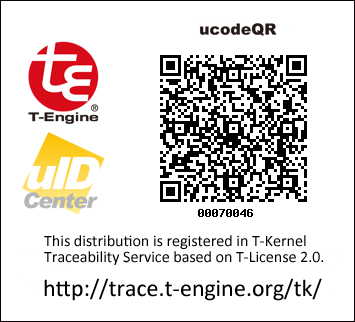 ucodeQR
te
T-Engine®
uID
Center
00070046
This distribution is registered in T-Kernel
Traceability Service based on T-License 2.0.
http://trace.t-engine.org/tk/